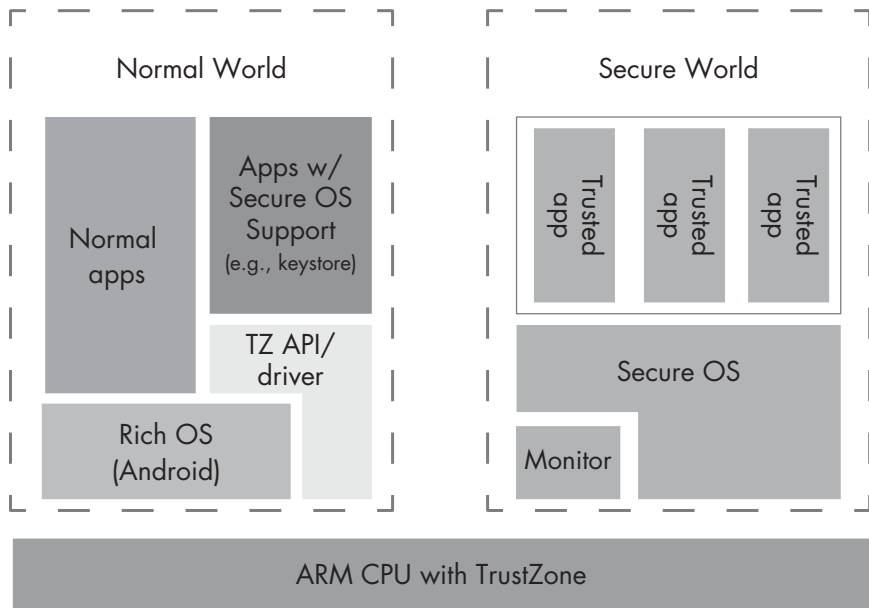 Normal World
Normal
apps
Apps w/
Secure OS
Support
(e.g., keystore)
TZ API/
driver
Rich OS
(Android)
Secure World
Trusted
app
Trusted
app
Trusted
app
Secure OS
Monitor
ARM CPU with TrustZone